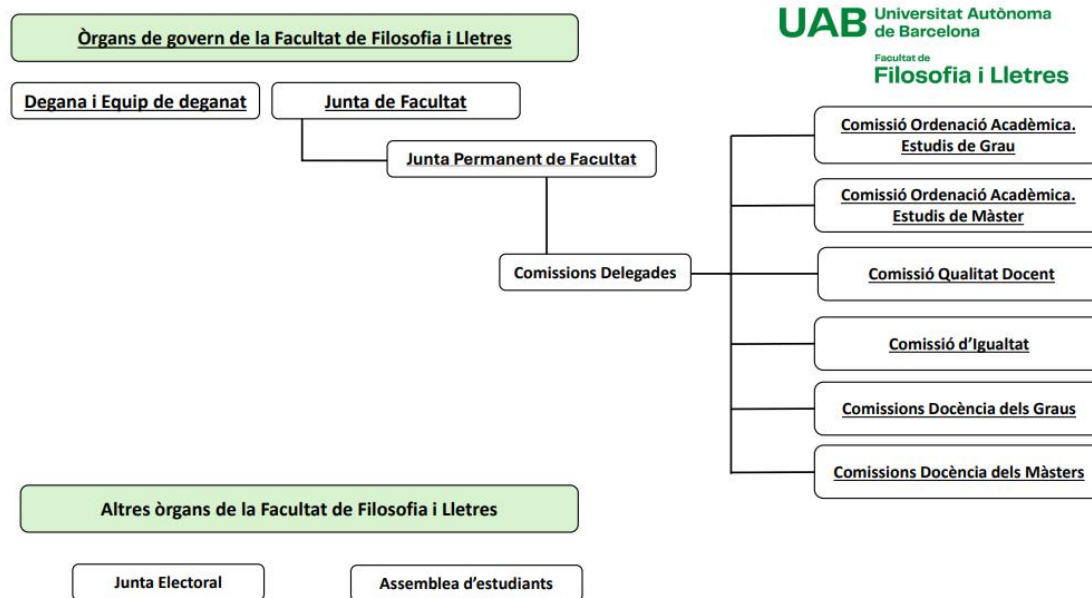 UAB Universitat Autònoma
de Barcelona
Facultat de
Filosofia i Lletres
Òrgans de govern de la Facultat de Filosofia i Lletres
Degana i Equip de deganat
Junta de Facultat
Junta Permanent de Facultat
Comissions Delegades
Comissió Ordenació Acadèmica.
Estudis de Grau
Comissió Ordenació Acadèmica.
Estudis de Màster
Comissió Qualitat Docent
Comissió d’Igualtat
Comissions Docència dels Graus
Comissions Docència dels Màsters
Altres òrgans de la Facultat de Filosofia i Lletres
Junta Electoral
Assemblea d’estudiants